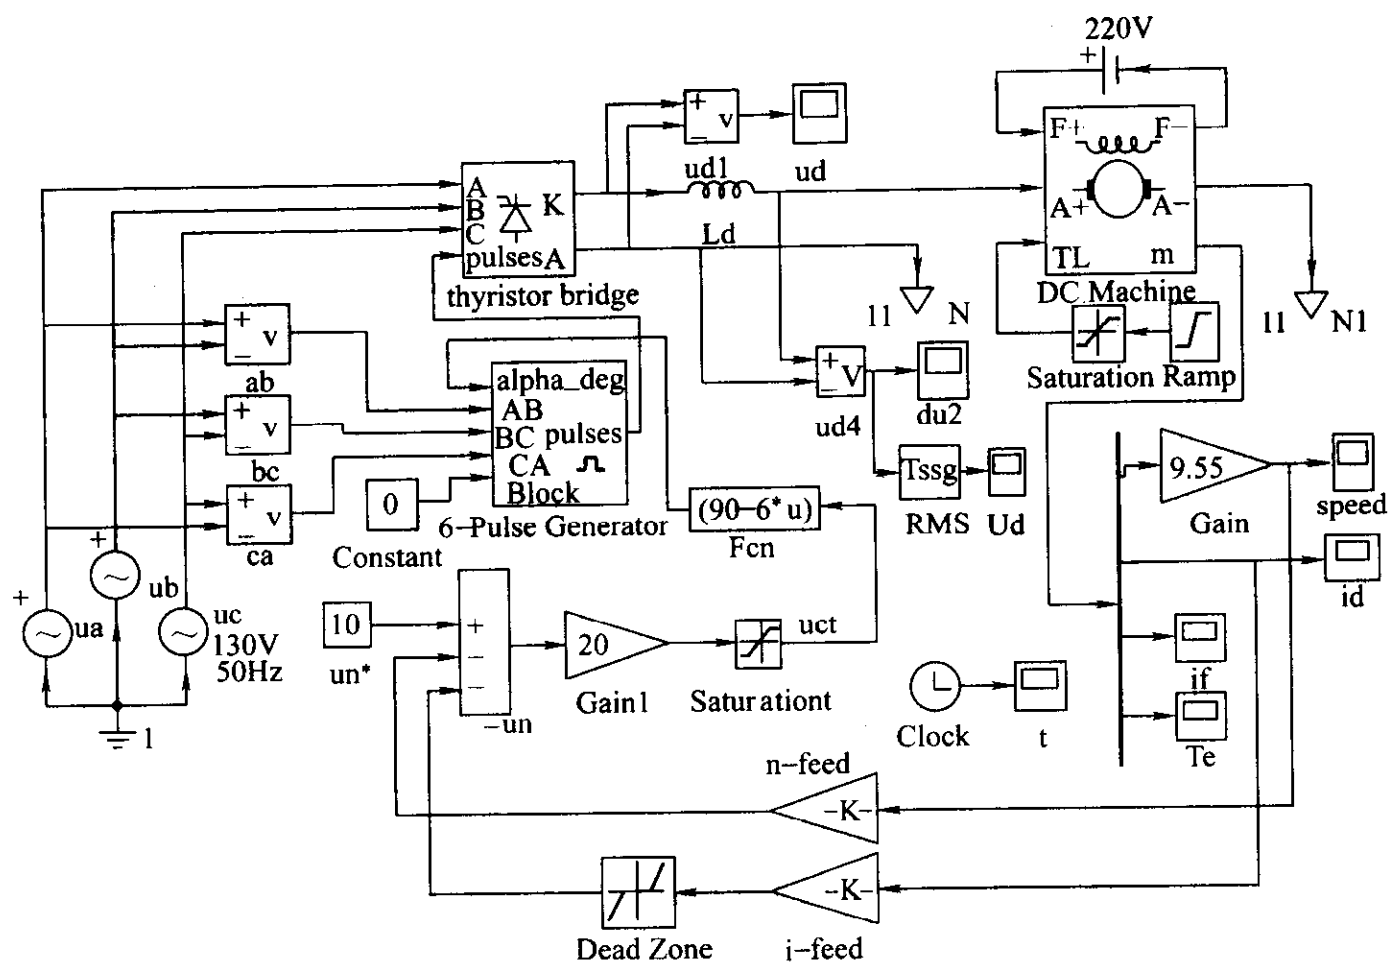 220V
+
+
v
−
ud1
ud
F+
F−
A+
A−
TL
m
DC Machine
A
B
C
K
pulses
A
thyristor bridge
Ld
11
N
11
N1
Saturation
Ramp
+
v
−
ab
+
v
−
bc
+
v
−
ca
alpha_deg
AB
BC
pulses
CA
Block
6−Pulse Generator
0
Constant
+
V
−
ud4
du2
Tssg
RMS
Ud
(90−6*u)
Fcn
9.55
Gain
speed
id
if
Te
+
ua
+
ub
uc
130V
50Hz
1
10
un*
+
−
−
−un
20
Gain1
Saturationt
uct
Clock
t
n−feed
−K−
Dead Zone
−K−
i−feed